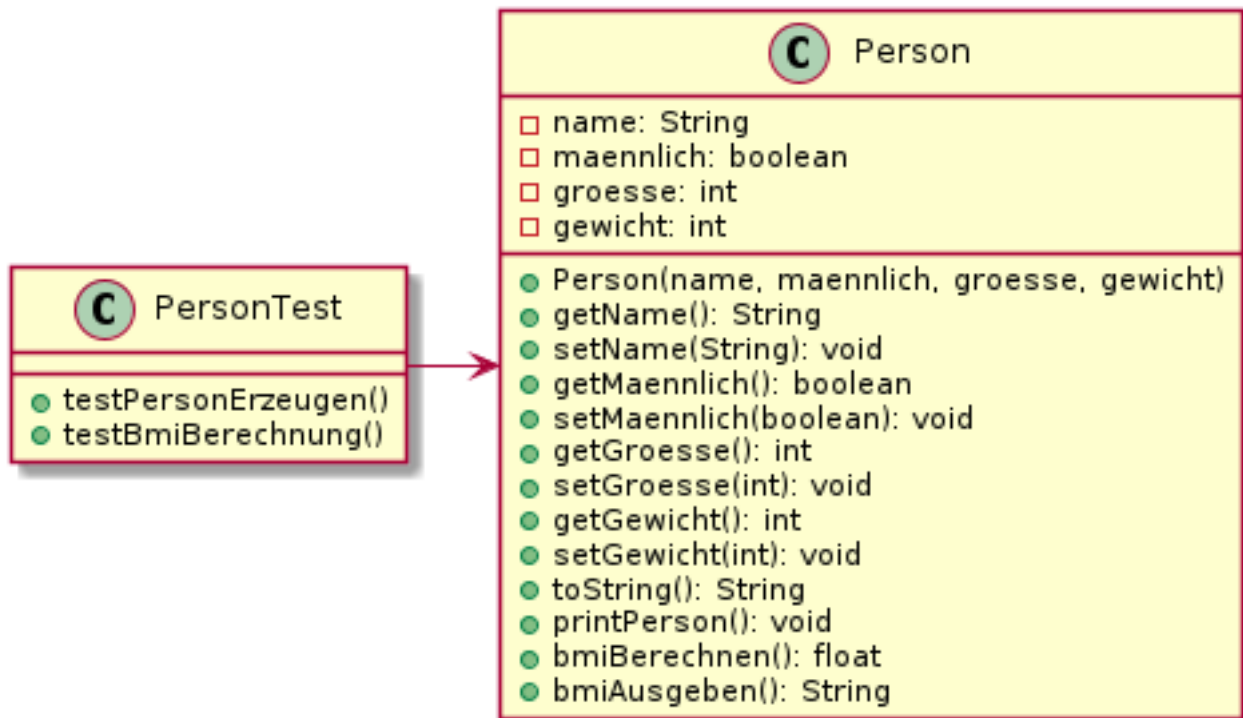 C Person
name: String
maennlich: boolean
groesse: int
gewicht: int
Person(name, maennlich, groesse, gewicht)
getName(): String
setName(String): void
getMaennlich(): boolean
setMaennlich(boolean): void
getGroesse(): int
setGroesse(int): void
getGewicht(): int
setGewicht(int): void
toString(): String
printPerson(): void
bmiBerechnen(): float
bmiAusgeben(): String
C PersonTest
testPersonErzeugen()
testBmiBerechnung()